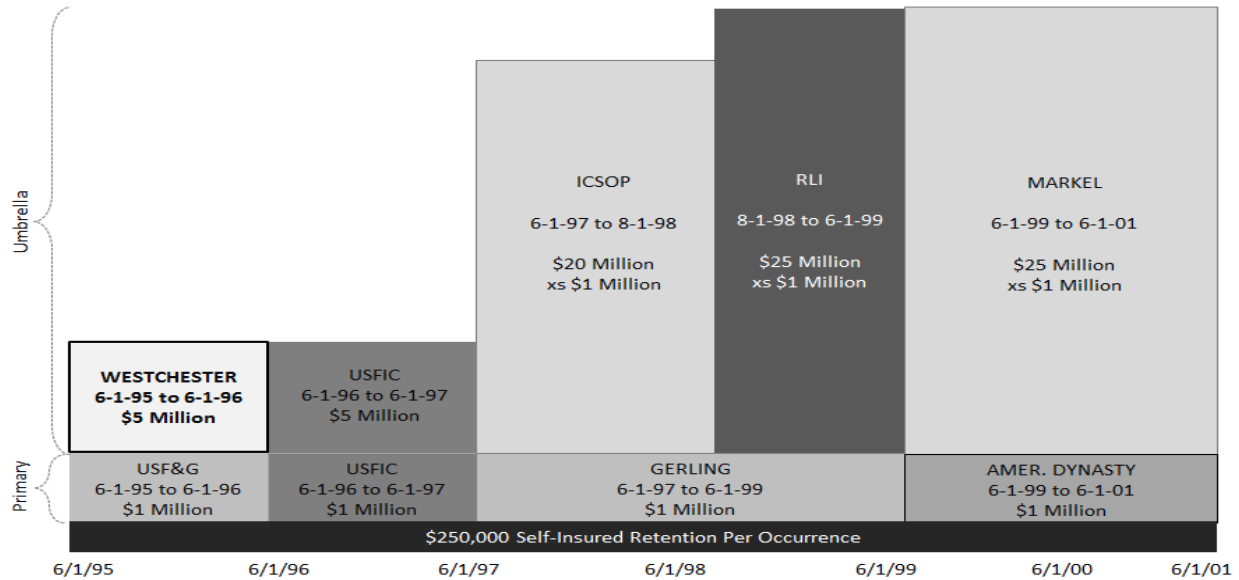 Umbrella
ICSOP
6-1-97 to 8-1-98
$20 Million
xs $1 Million
RLI
8-1-98 to 6-1-99
$25 Million
xs $1 Million
MARKEL
6-1-99 to 6-1-01
$25 Million
xs $1 Million
WESTCHESTER
6-1-95 to 6-1-96
$5 Million
USFIC
6-1-96 to 6-1-97
$5 Million
Primary
USF&G
6-1-95 to 6-1-96
$1 Million
USFIC
6-1-96 to 6-1-97
$1 Million
GERLING
6-1-97 to 6-1-99
$1 Million
AMER. DYNASTY
6-1-99 to 6-1-01
$1 Million
$250,000 Self-Insured Retention Per Occurrence
6/1/95 6/1/96 6/1/97 6/1/98 6/1/99 6/1/00 6/1/01